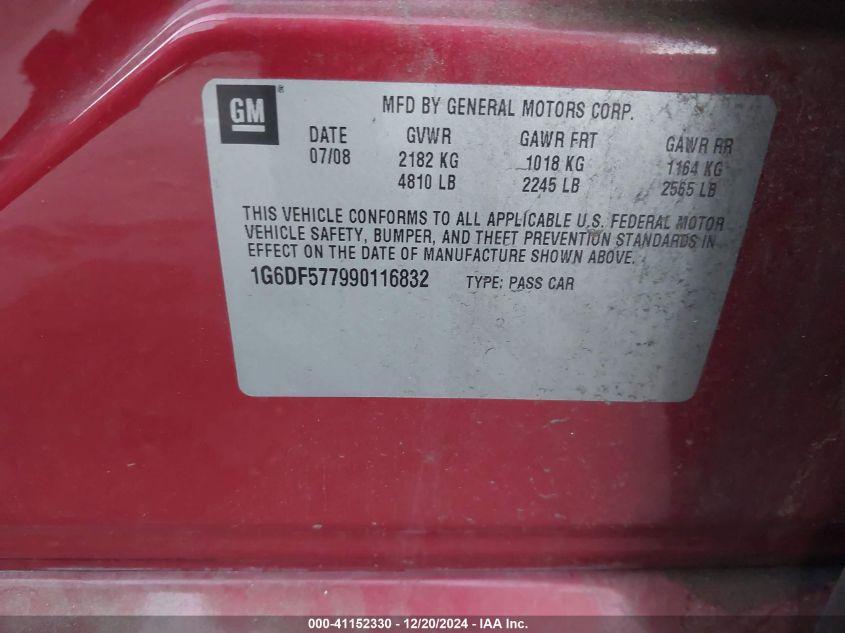 GM®
MFD BY GENERAL MOTORS CORP.
DATE GVWR GAWR FRT GAWR RR
07/08 2182 KG 1018 KG 1164 KG
4810 LB 2245 LB 2565 LB
THIS VEHICLE CONFORMS TO ALL APPLICABLE U.S. FEDERAL MOTOR
VEHICLE SAFETY, BUMPER, AND THEFT PREVENTION STANDARDS IN
EFFECT ON THE DATE OF MANUFACTURE SHOWN ABOVE.
1G6DF577990116832 TYPE: PASS CAR
000-41152330 - 12/20/2024 - IAA Inc.